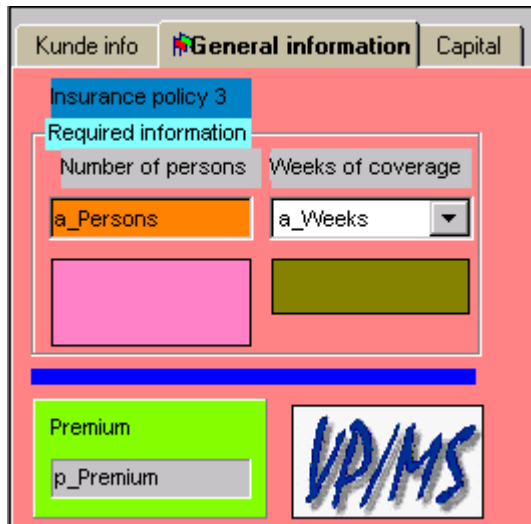 Kunde info General information Capital
Insurance policy 3
Required information
Number of persons Weeks of coverage
a_Persons a_Weeks
Premium
p_Premium
VP/MS